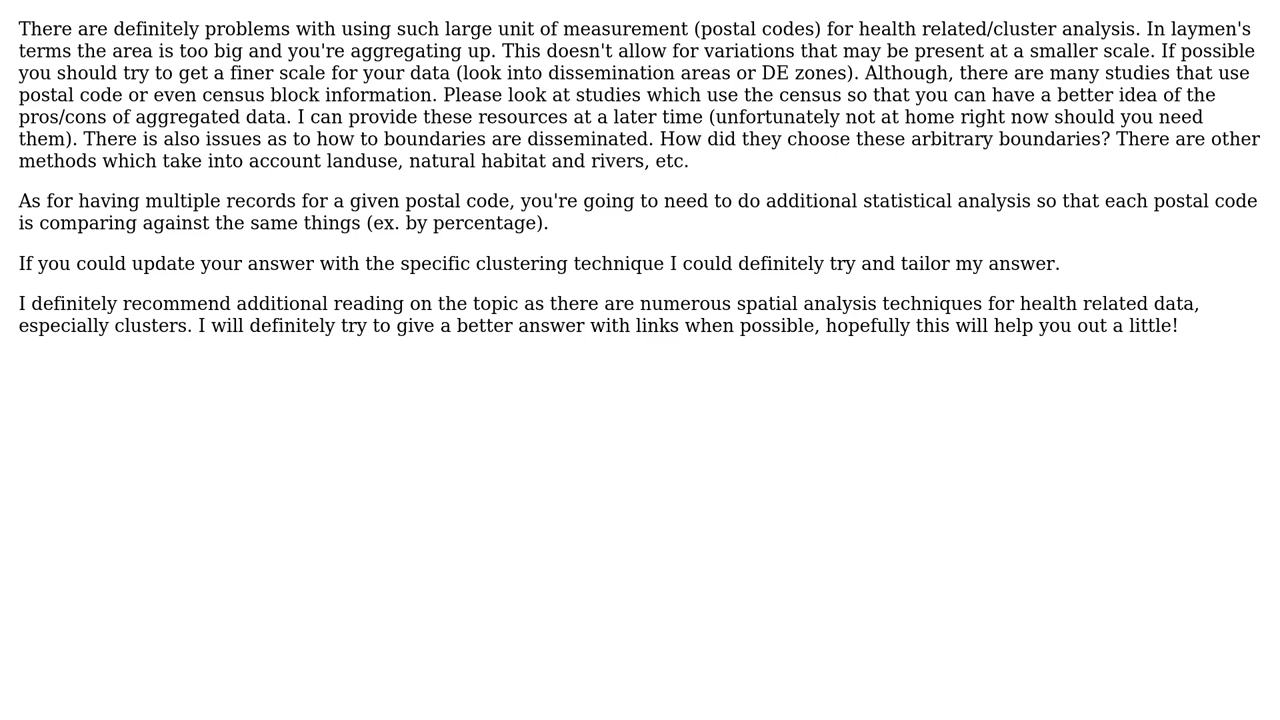 There are definitely problems with using such large unit of measurement (postal codes) for health related/cluster analysis. In laymen's
terms the area is too big and you're aggregating up. This doesn't allow for variations that may be present at a smaller scale. If possible
you should try to get a finer scale for your data (look into dissemination areas or DE zones). Although, there are many studies that use
postal code or even census block information. Please look at studies which use the census so that you can have a better idea of the
pros/cons of aggregated data. I can provide these resources at a later time (unfortunately not at home right now should you need
them). There is also issues as to how to boundaries are disseminated. How did they choose these arbitrary boundaries? There are other
methods which take into account landuse, natural habitat and rivers, etc.
As for having multiple records for a given postal code, you're going to need to do additional statistical analysis so that each postal code
is comparing against the same things (ex. by percentage).
If you could update your answer with the specific clustering technique I could definitely try and tailor my answer.
I definitely recommend additional reading on the topic as there are numerous spatial analysis techniques for health related data,
especially clusters. I will definitely try to give a better answer with links when possible, hopefully this will help you out a little!